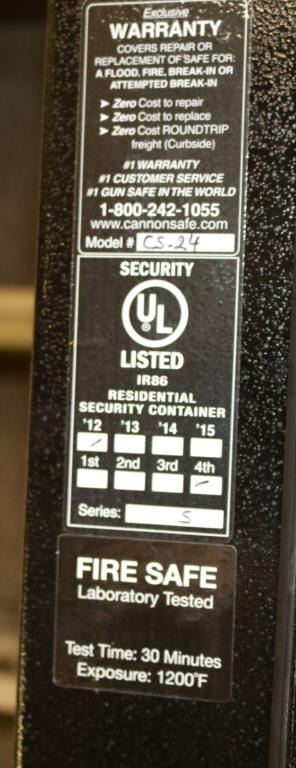 Exclusive
WARRANTY
COVERS REPAIR OR
REPLACEMENT OF SAFE FOR:
A FLOOD, FIRE, BREAK-IN OR
ATTEMPTED BREAK-IN
➤ Zero Cost to repair
➤ Zero Cost to replace
➤ Zero Cost ROUNDTRIP
freight (Curbside)
#1 WARRANTY
#1 CUSTOMER SERVICE
#1 GUN SAFE IN THE WORLD
1-800-242-1055
www.cannonsafe.com
Model # CS-24
SECURITY
UL
®
LISTED
IR86
RESIDENTIAL
SECURITY CONTAINER
'12 '13 '14 '15
1st 2nd 3rd 4th
Series: S
FIRE SAFE
Laboratory Tested
Test Time: 30 Minutes
Exposure: 1200°F